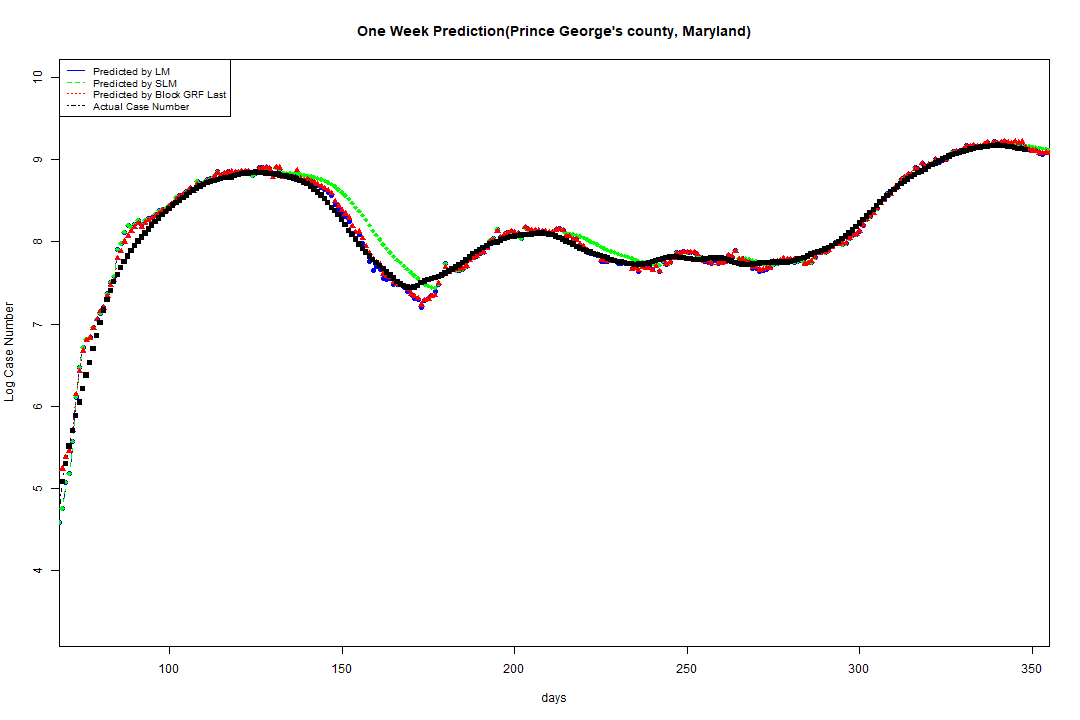 One Week Prediction(Prince George's county, Maryland)
Predicted by LM
Predicted by SLM
Predicted by Block GRF Last
Actual Case Number
Log Case Number
10
9
8
7
6
5
4
100 150 200 250 300 350
days